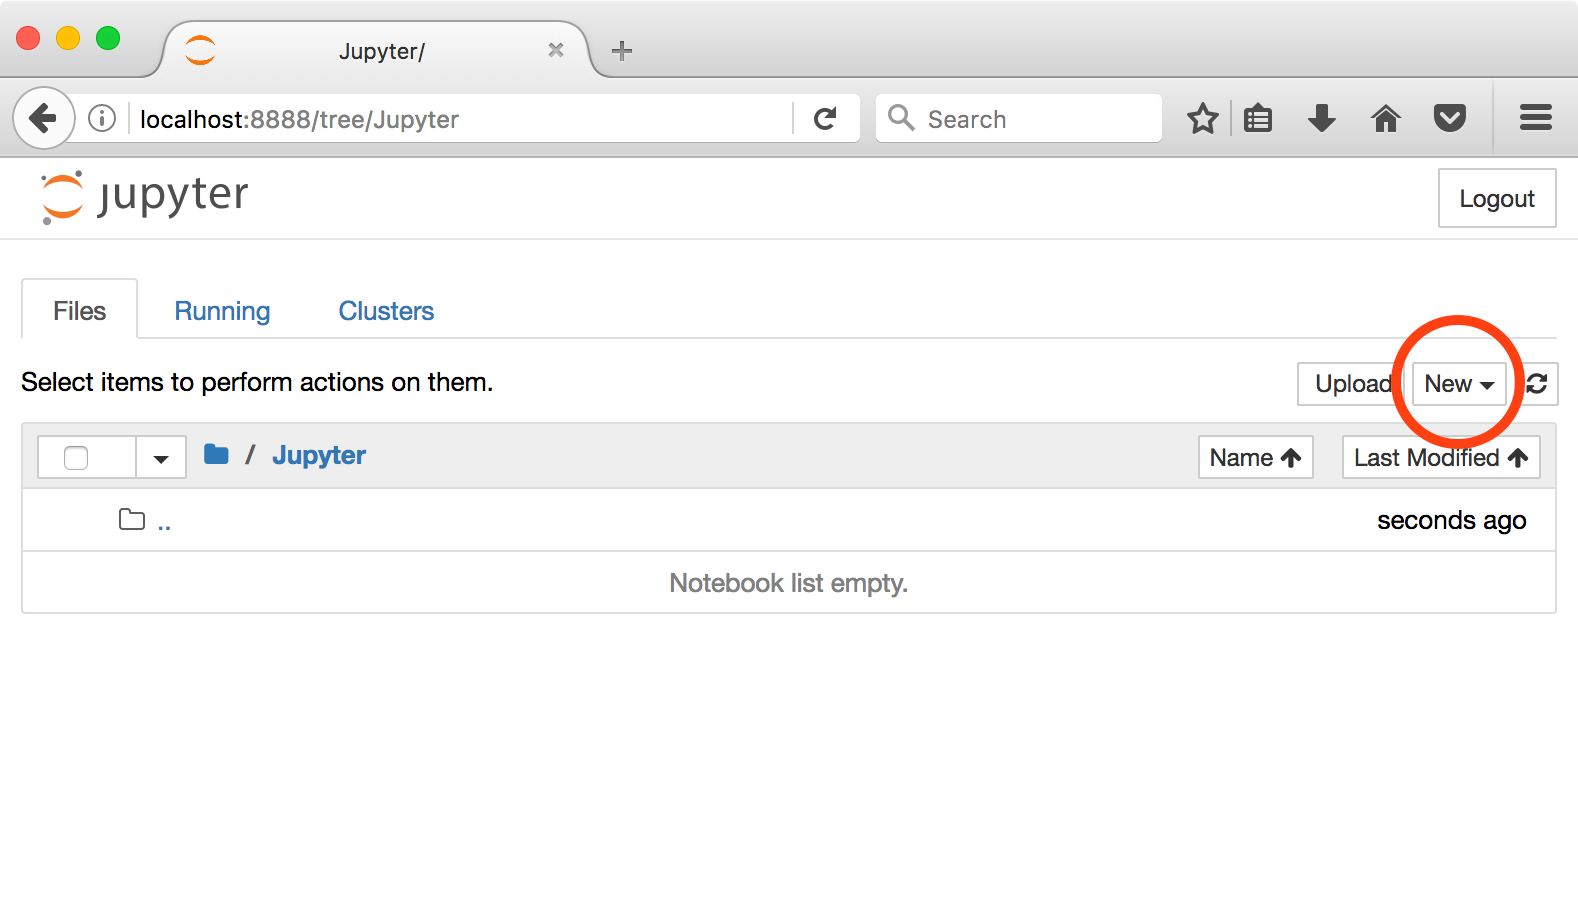 Jupyter/
localhost:8888/tree/Jupyter
Search
jupyter
Logout
Files Running Clusters
Select items to perform actions on them.
Upload New
/ Jupyter
Name Last Modified
.. seconds ago
Notebook list empty.